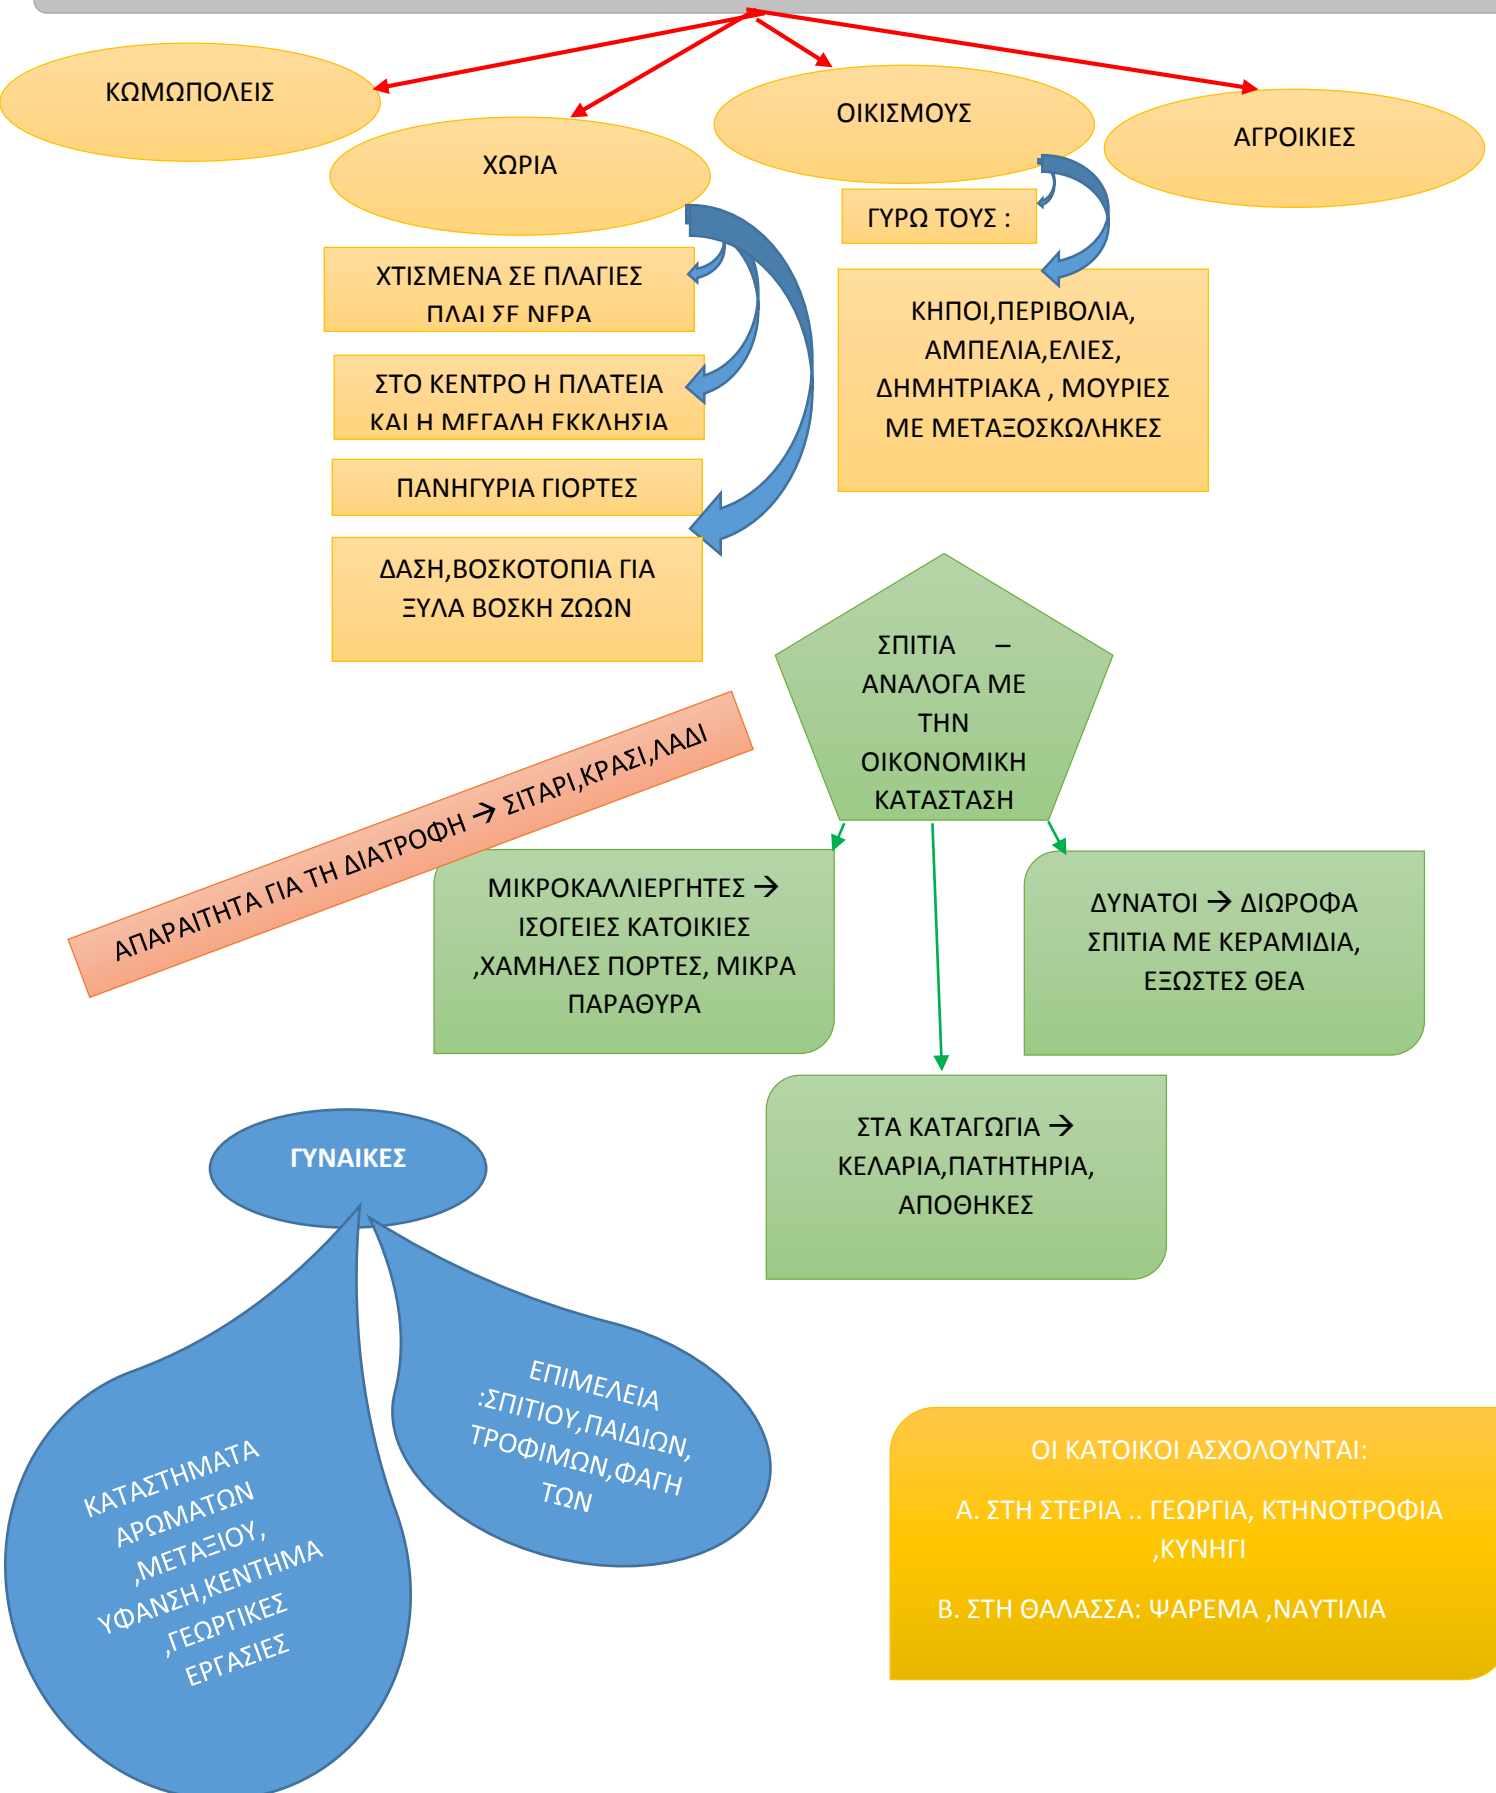 ΚΩΜΩΠΟΛΕΙΣ
ΧΩΡΙΑ
ΟΙΚΙΣΜΟΥΣ
ΑΓΡΟΙΚΙΕΣ
ΓΥΡΩ ΤΟΥΣ :
ΧΤΙΣΜΕΝΑ ΣΕ ΠΛΑΓΙΕΣ
ΠΛΑΙ ΣΕ ΝΕΡΑ
ΣΤΟ ΚΕΝΤΡΟ Η ΠΛΑΤΕΙΑ
ΚΑΙ Η ΜΕΓΑΛΗ ΕΚΚΛΗΣΙΑ
ΠΑΝΗΓΥΡΙΑ ΓΙΟΡΤΕΣ
ΔΑΣΗ,ΒΟΣΚΟΤΟΠΙΑ ΓΙΑ
ΞΥΛΑ ΒΟΣΚΗ ΖΩΩΝ
ΚΗΠΟΙ,ΠΕΡΙΒΟΛΙΑ,
ΑΜΠΕΛΙΑ,ΕΛΙΕΣ,
ΔΗΜΗΤΡΙΑΚΑ , ΜΟΥΡΙΕΣ
ΜΕ ΜΕΤΑΞΟΣΚΩΛΗΚΕΣ
ΣΠΙΤΙΑ –
ΑΝΑΛΟΓΑ ΜΕ
ΤΗΝ
ΟΙΚΟΝΟΜΙΚΗ
ΚΑΤΑΣΤΑΣΗ
ΑΠΑΡΑΙΤΗΤΑ ΓΙΑ ΤΗ ΔΙΑΤΡΟΦΗ → ΣΙΤΑΡΙ,ΚΡΑΣΙ,ΛΑΔΙ
ΜΙΚΡΟΚΑΛΛΙΕΡΓΗΤΕΣ →
ΙΣΟΓΕΙΕΣ ΚΑΤΟΙΚΙΕΣ
,ΧΑΜΗΛΕΣ ΠΟΡΤΕΣ, ΜΙΚΡΑ
ΠΑΡΑΘΥΡΑ
ΔΥΝΑΤΟΙ → ΔΙΩΡΟΦΑ
ΣΠΙΤΙΑ ΜΕ ΚΕΡΑΜΙΔΙΑ,
ΕΞΩΣΤΕΣ ΘΕΑ
ΣΤΑ ΚΑΤΑΓΩΓΙΑ →
ΚΕΛΑΡΙΑ,ΠΑΤΗΤΗΡΙΑ,
ΑΠΟΘΗΚΕΣ
ΓΥΝΑΙΚΕΣ
ΕΠΙΜΕΛΕΙΑ
:ΣΠΙΤΙΟΥ,ΠΑΙΔΙΩΝ,
ΤΡΟΦΙΜΩΝ,ΦΑΓΗ
ΤΩΝ
ΚΑΤΑΣΤΗΜΑΤΑ
ΑΡΩΜΑΤΩΝ
,ΜΕΤΑΞΙΟΥ,
ΥΦΑΝΣΗ,ΚΕΝΤΗΜΑ
,ΓΕΩΡΓΙΚΕΣ
ΕΡΓΑΣΙΕΣ
ΟΙ ΚΑΤΟΙΚΟΙ ΑΣΧΟΛΟΥΝΤΑΙ:
Α. ΣΤΗ ΣΤΕΡΙΑ .. ΓΕΩΡΓΙΑ, ΚΤΗΝΟΤΡΟΦΙΑ
,ΚΥΝΗΓΙ
Β. ΣΤΗ ΘΑΛΑΣΣΑ: ΨΑΡΕΜΑ ,ΝΑΥΤΙΛΙΑ